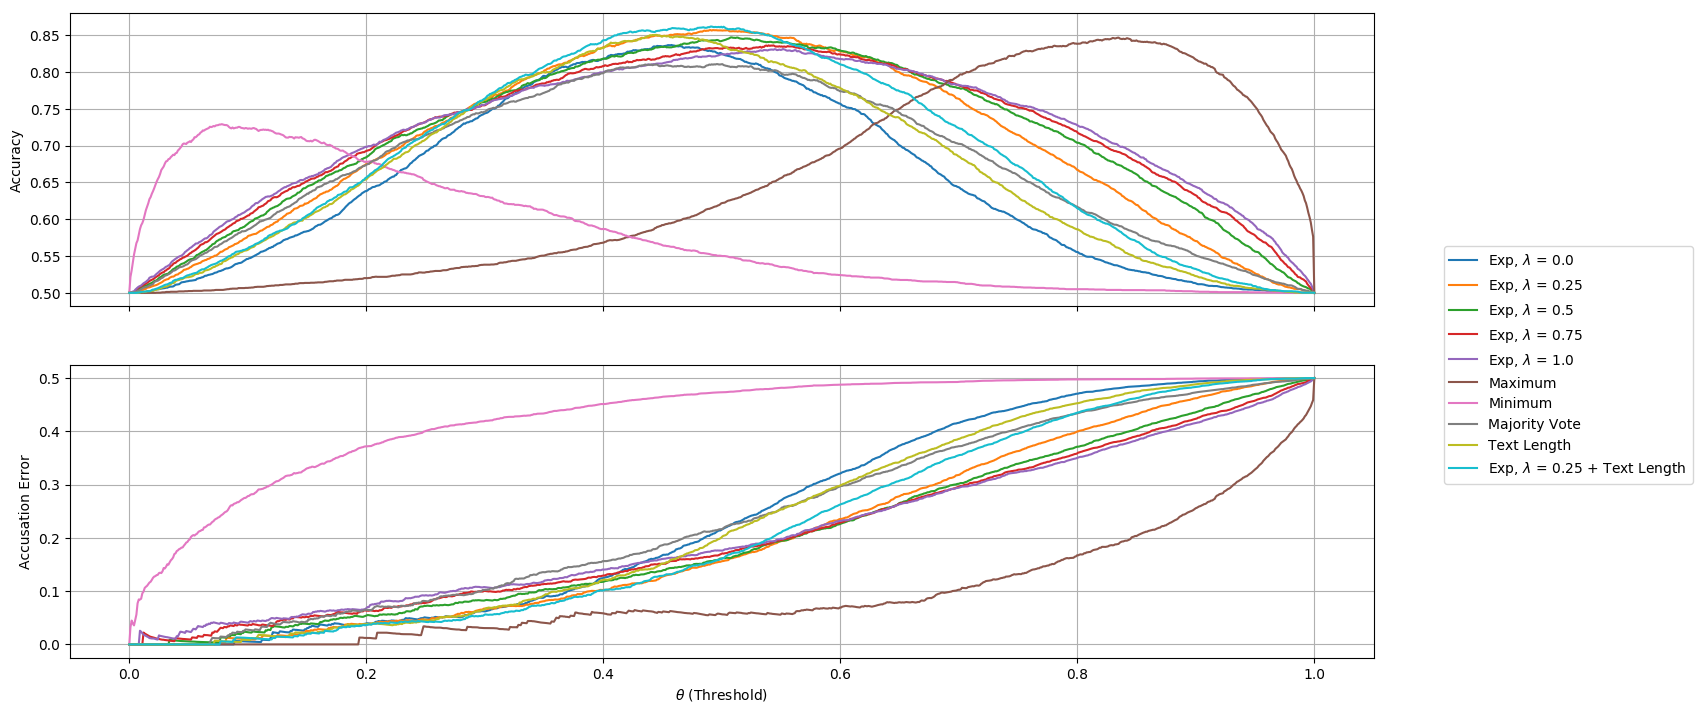 0.85
0.80
0.75
0.70
0.65
0.60
0.55
0.50
Accuracy
0.5
0.4
0.3
0.2
0.1
0.0
Accusation Error
0.0 0.2 0.4 0.6 0.8 1.0
θ (Threshold)
Exp, λ = 0.0
Exp, λ = 0.25
Exp, λ = 0.5
Exp, λ = 0.75
Exp, λ = 1.0
Maximum
Minimum
Majority Vote
Text Length
Exp, λ = 0.25 + Text Length